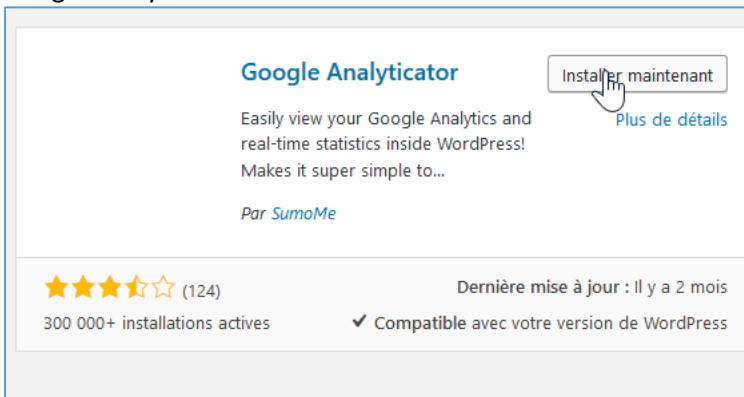 Google Analyticator
Installer maintenant
Easily view your Google Analytics and
real-time statistics inside WordPress!
Makes it super simple to...
Plus de détails
Par SumoMe
(124)
Dernière mise à jour : Il y a 2 mois
300 000+ installations actives
✔ Compatible avec votre version de WordPress